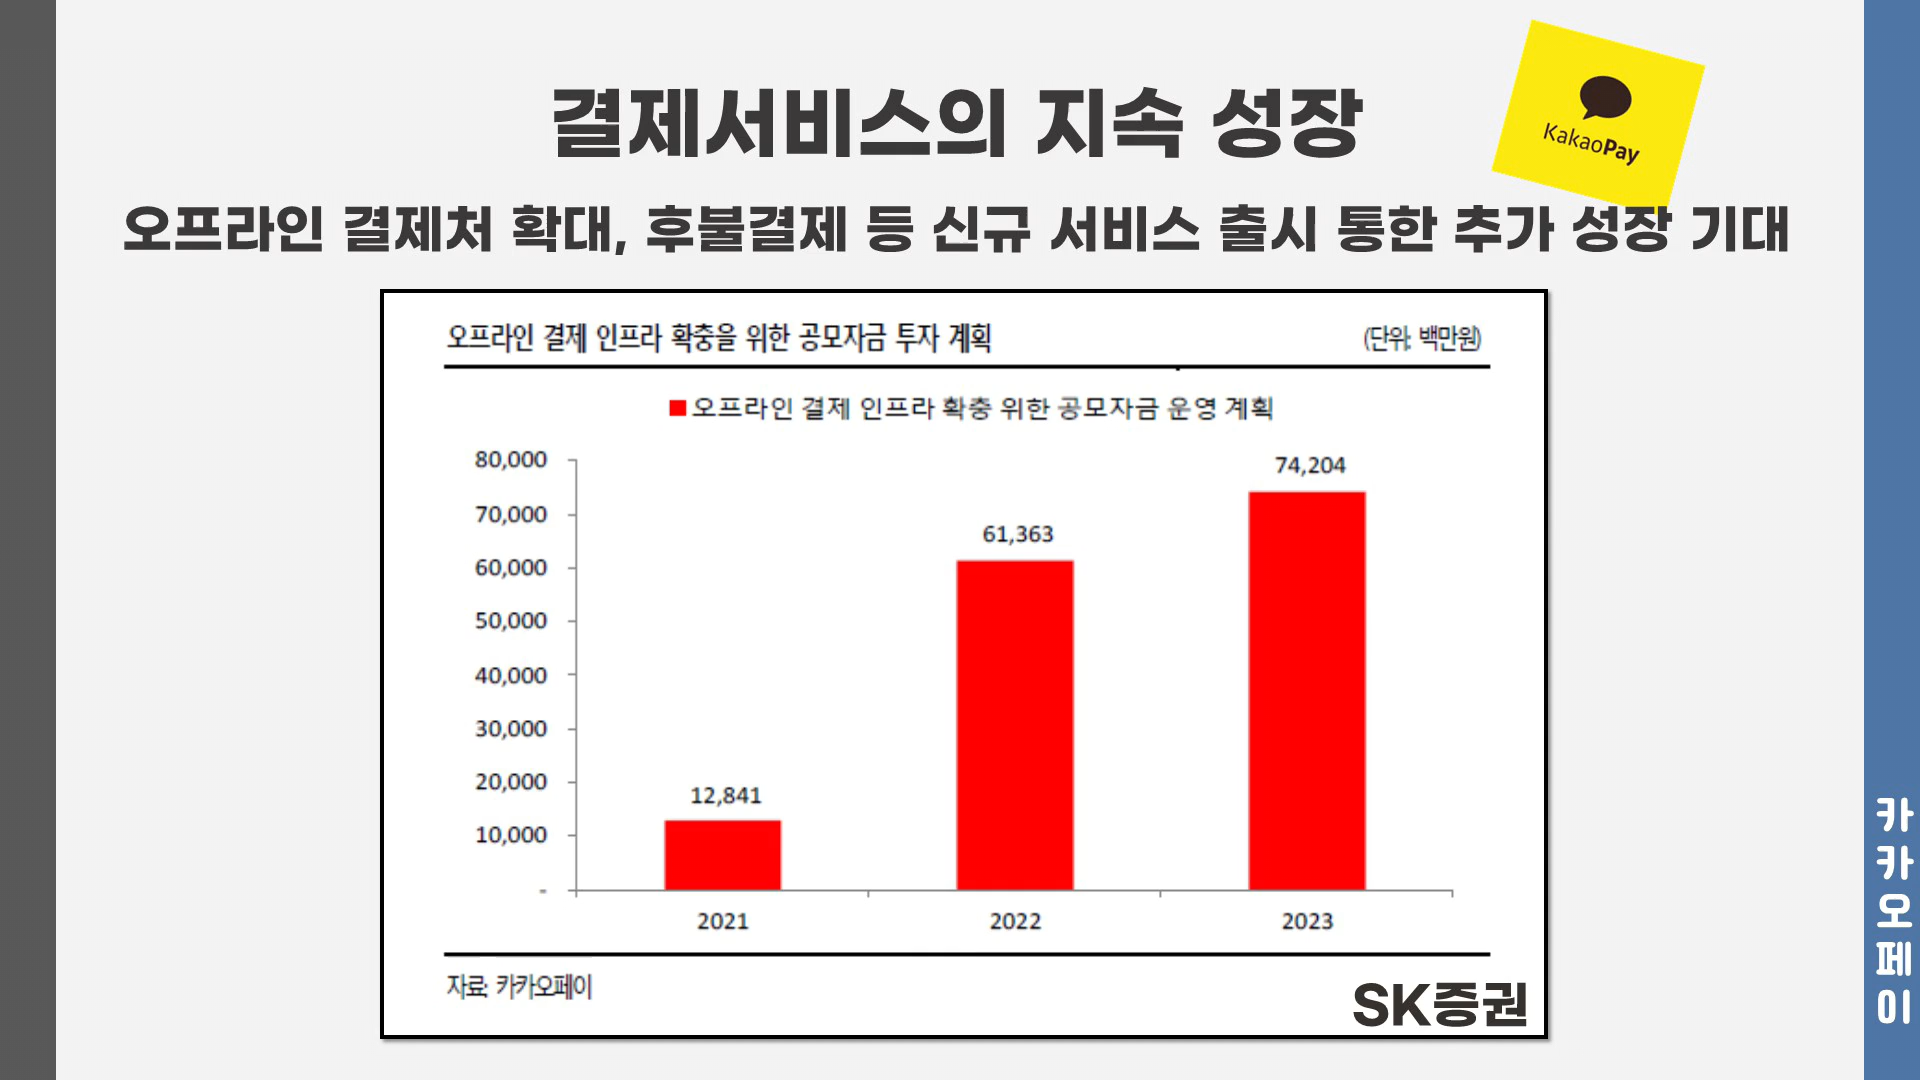 결제서비스의 지속 성장
KakaoPay
오프라인 결제처 확대, 후불결제 등 신규 서비스 출시 통한 추가 성장 기대
오프라인 결제 인프라 확충을 위한 공모자금 투자 계획
(단위: 백만원)
오프라인 결제 인프라 확충 위한 공모자금 운영 계획
80,000
70,000
60,000
50,000
40,000
30,000
20,000
10,000
-
12,841
61,363
74,204
2021
2022
2023
자료: 카카오페이
SK증권
카카오페이